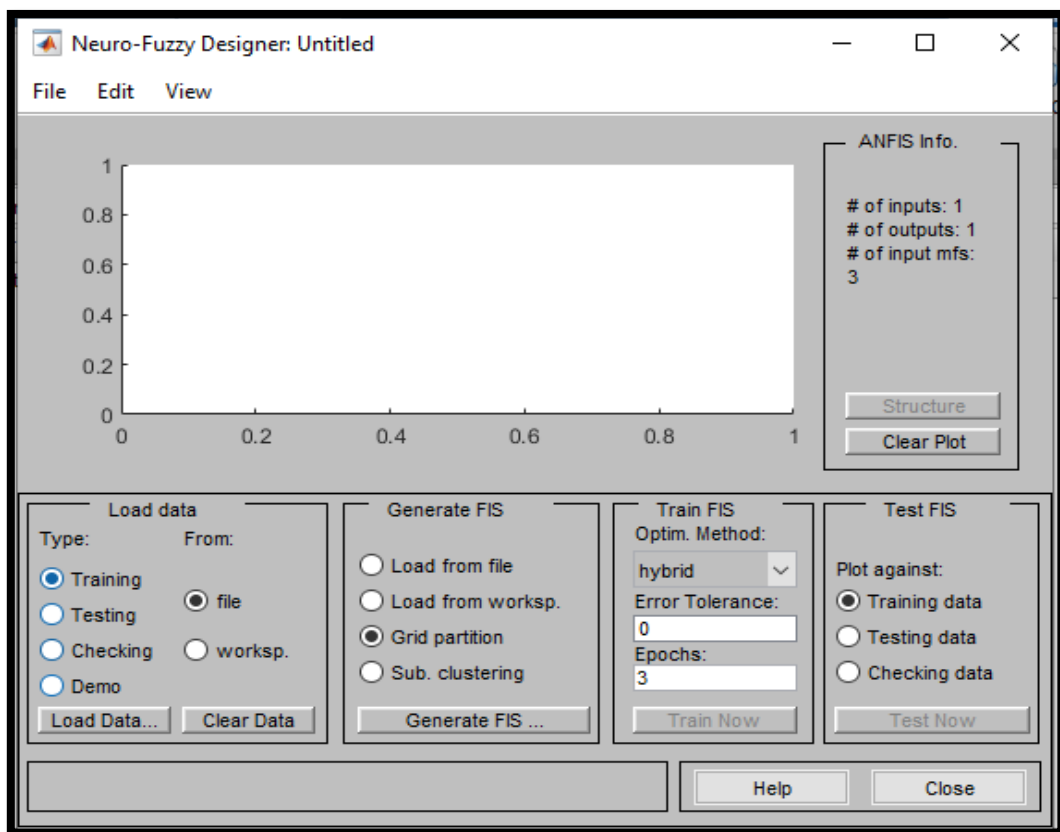 Neuro-Fuzzy Designer: Untitled
File Edit View
1
0.8
0.6
0.4
0.2
0
0 0.2 0.4 0.6 0.8 1
ANFIS Info.
# of inputs: 1
# of outputs: 1
# of input mfs:
3
Structure
Clear Plot
Load data
Type: From:
Training
Testing
Checking
Demo
file
worksp.
Load Data... Clear Data
Generate FIS
Load from file
Load from worksp.
Grid partition
Sub. clustering
Generate FIS ...
Train FIS
Optim. Method:
hybrid
Error Tolerance:
0
Epochs:
3
Train Now
Test FIS
Plot against:
Training data
Testing data
Checking data
Test Now
Help Close